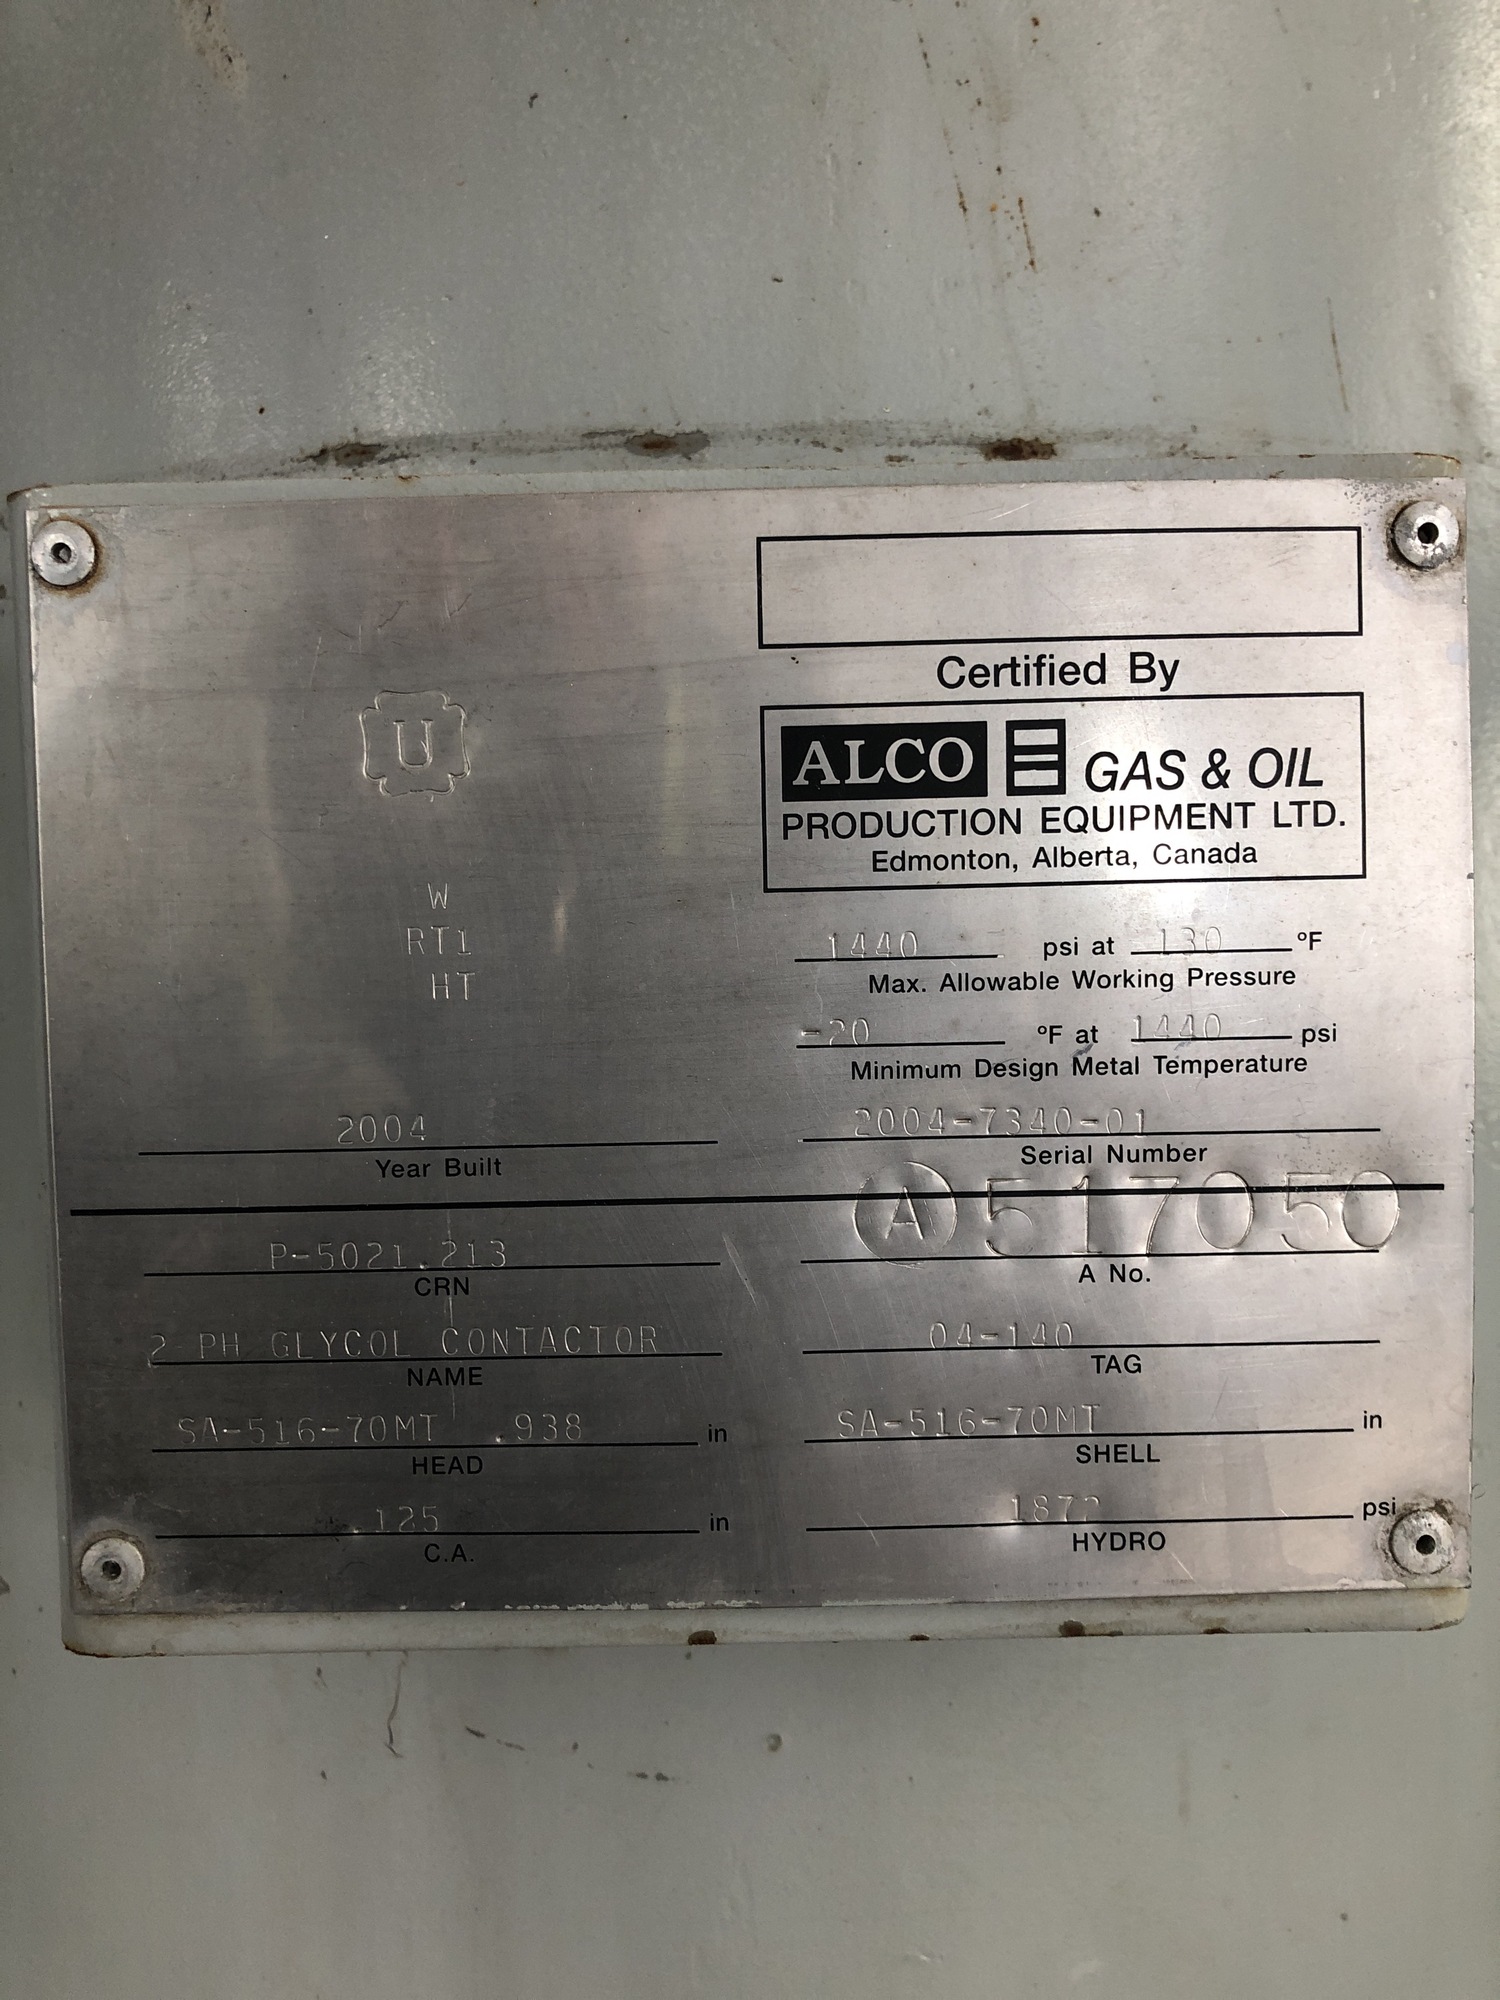 U
W
RT1
HT
Certified By
ALCO GAS & OIL
PRODUCTION EQUIPMENT LTD.
Edmonton, Alberta, Canada
1440 psi at 130 °F
Max. Allowable Working Pressure
-20 °F at 1440 psi
Minimum Design Metal Temperature
2004 2004-7340-01
Year Built Serial Number
P-5021.213 A 517050
CRN A No.
2 PH GLYCOL CONTACTOR 04-140
NAME TAG
SA-516-70MT .938 in SA-516-70MT in
HEAD SHELL
.125 in 1872 psi
C.A. HYDRO